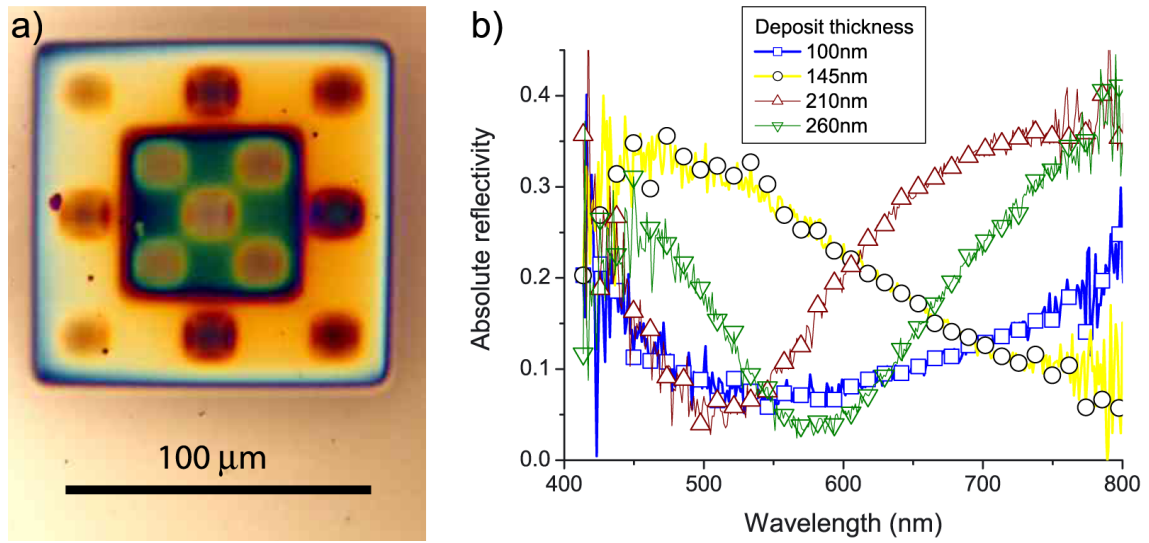 a)
100 μm
b)
Deposit thickness
100nm
145nm
210nm
260nm
Absolute reflectivity
0.4
0.3
0.2
0.1
0.0
400
500
600
700
800
Wavelength (nm)